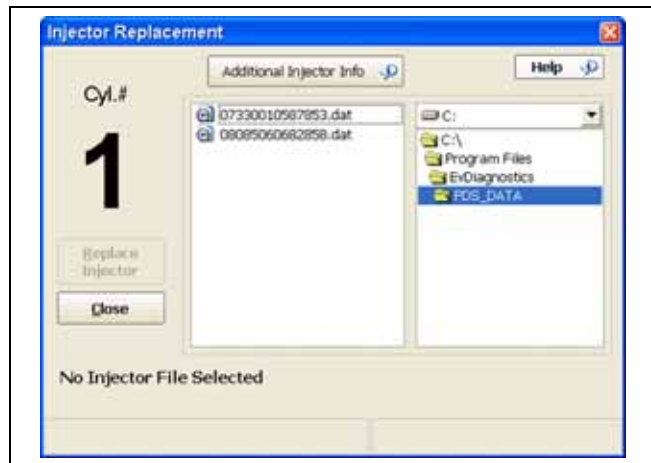 Injector Replacement
Additional Injector Info
Help
Cyl.#
1
07330010587853.dat
08085060682858.dat
C:
C:\
Program Files
EvDiagnostics
PDS_DATA
Replace
Injector
Close
No Injector File Selected